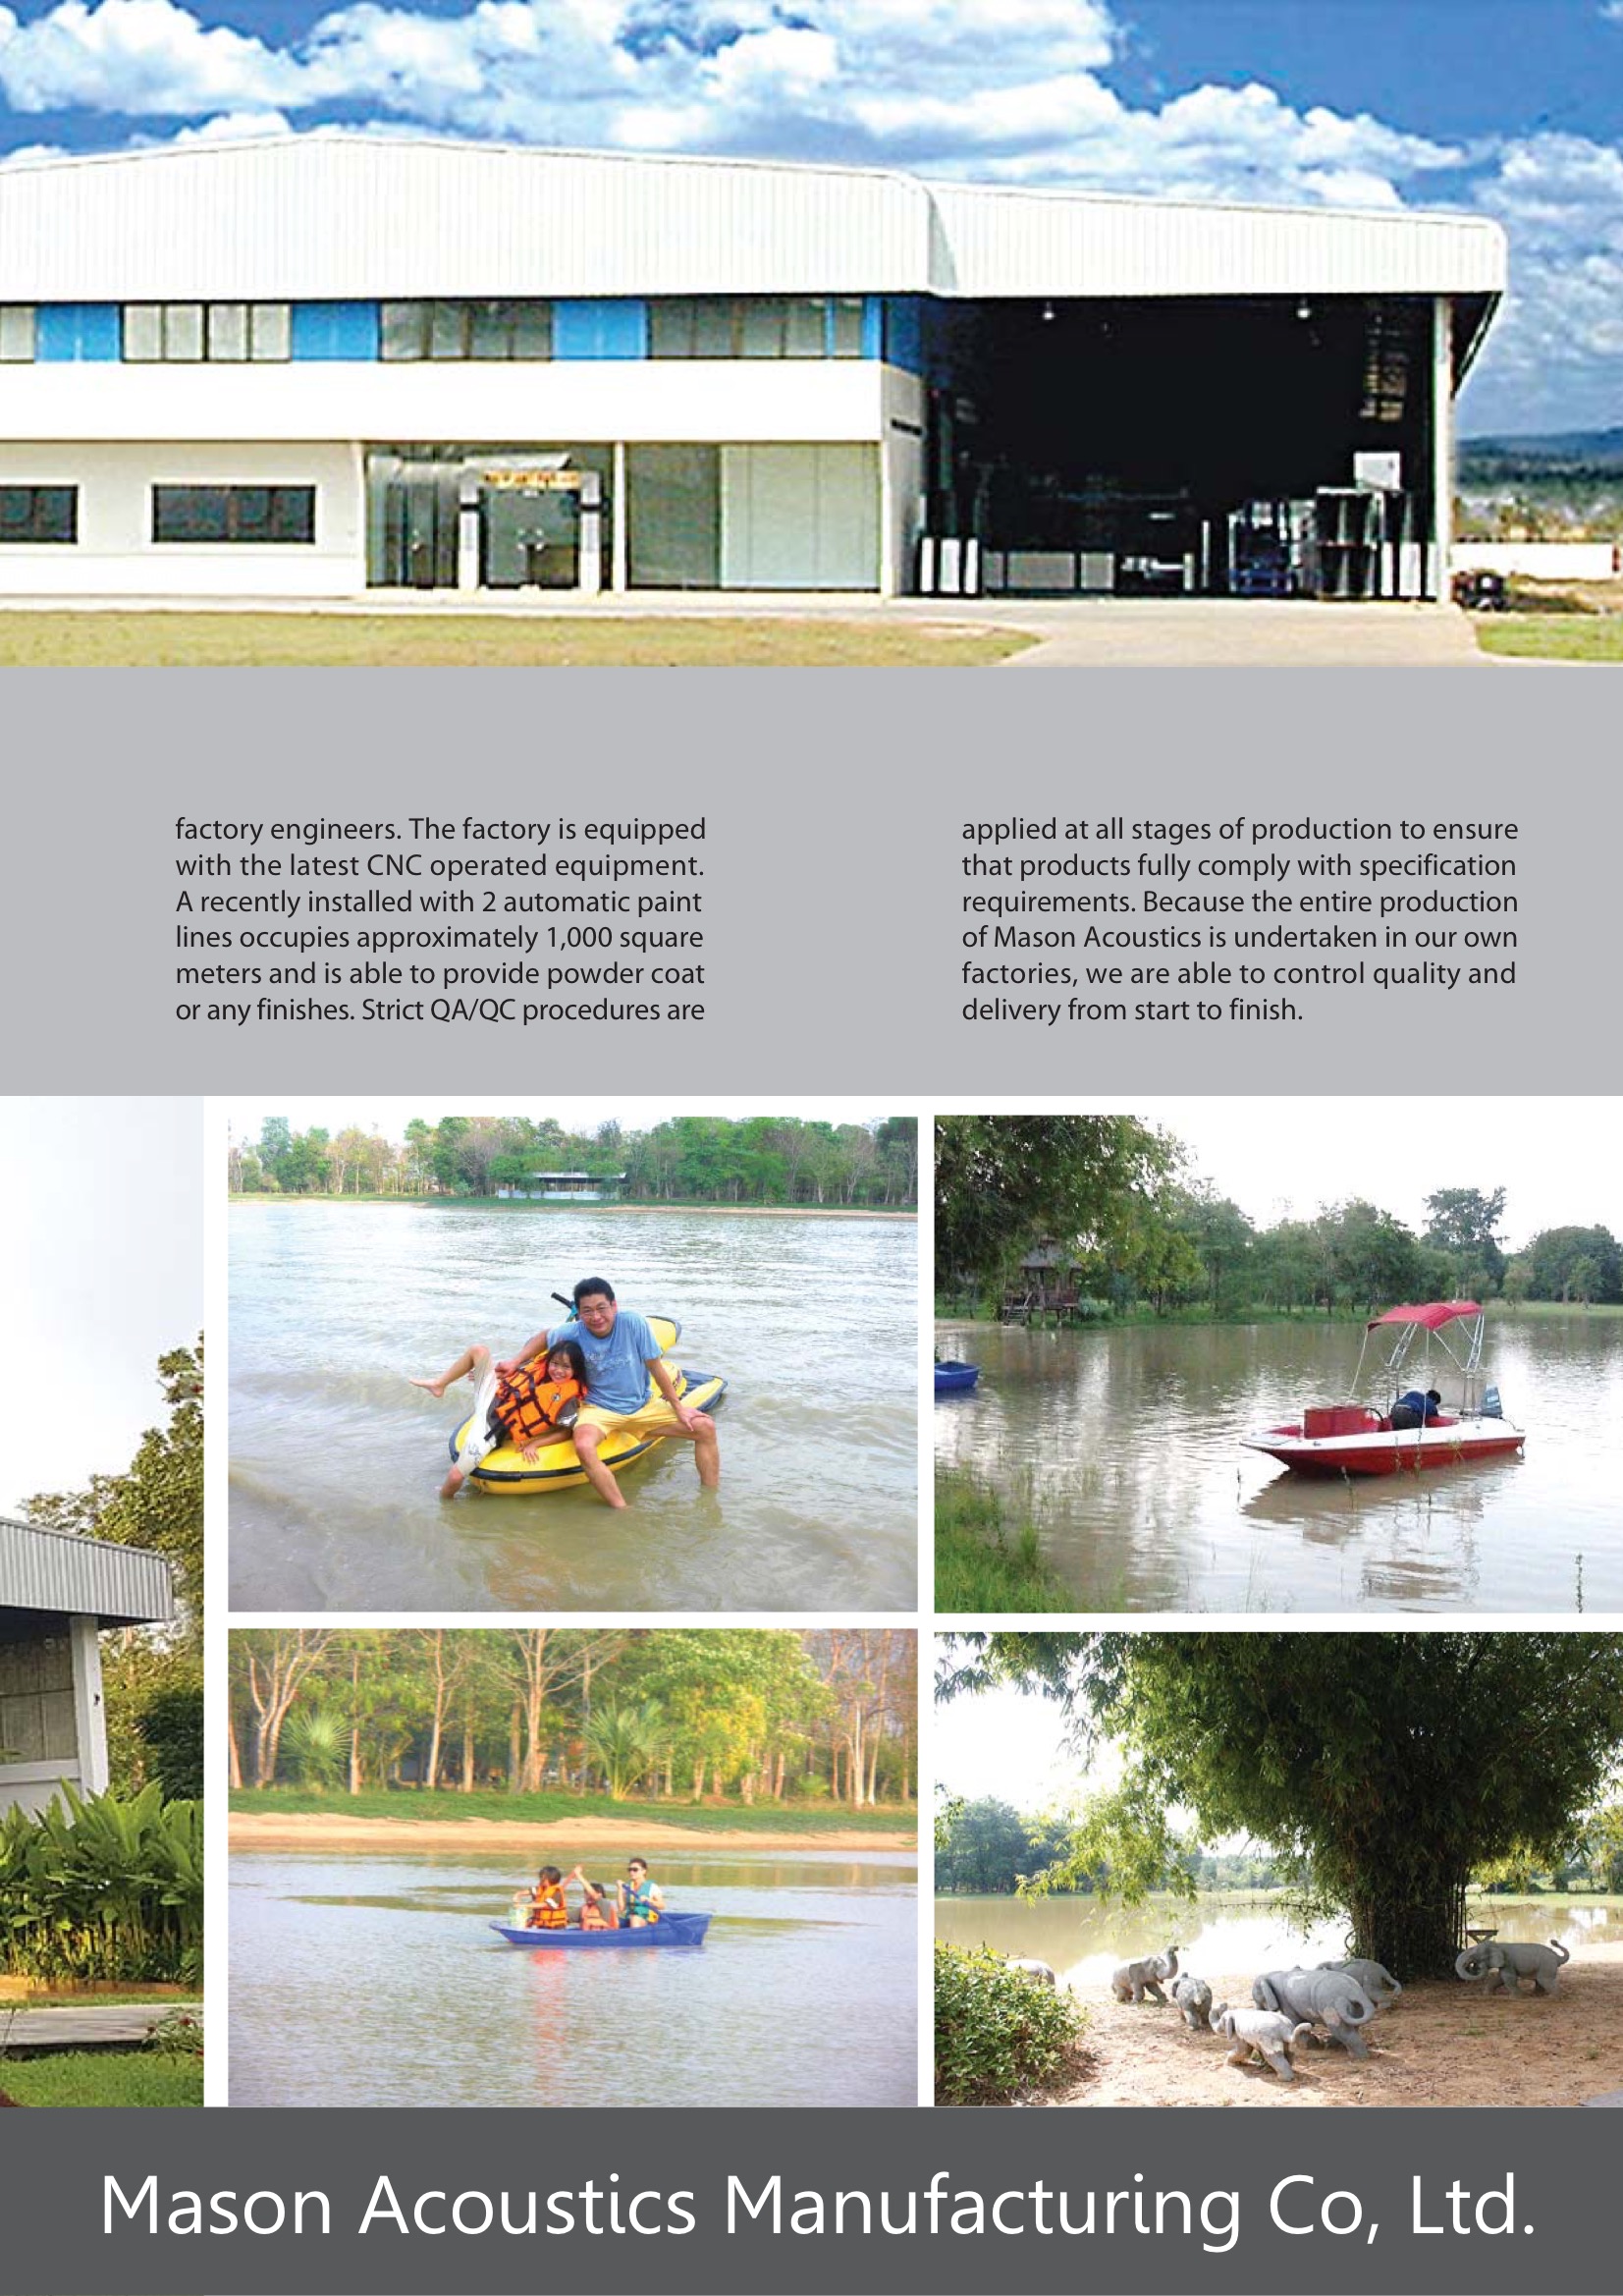 factory engineers. The factory is equipped
with the latest CNC operated equipment.
A recently installed with 2 automatic paint
lines occupies approximately 1,000 square
meters and is able to provide powder coat
or any finishes. Strict QA/QC procedures are
applied at all stages of production to ensure
that products fully comply with specification
requirements. Because the entire production
of Mason Acoustics is undertaken in our own
factories, we are able to control quality and
delivery from start to finish.
Mason Acoustics Manufacturing Co, Ltd.